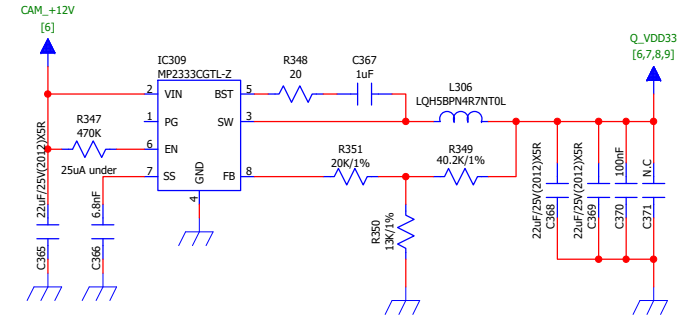 CAM_+12V
[6]
Q_VDD33
[6,7,8,9]
IC309
MP2333CGTL-Z
R348
20
C367
1uF
L306
LQH5BPN4R7NT0L
2
VIN
BST
5
1
PG
SW
3
R347
470K
6
EN
25uA under
7
SS
GND
4
FB
8
R351
20K/1%
R349
40.2K/1%
R350
13K/1%
22uF/25V(2012)X5R
C365
6.8nF
C366
22uF/25V(2012)X5R
C368
22uF/25V(2012)X5R
C369
100nF
C370
N.C
C371